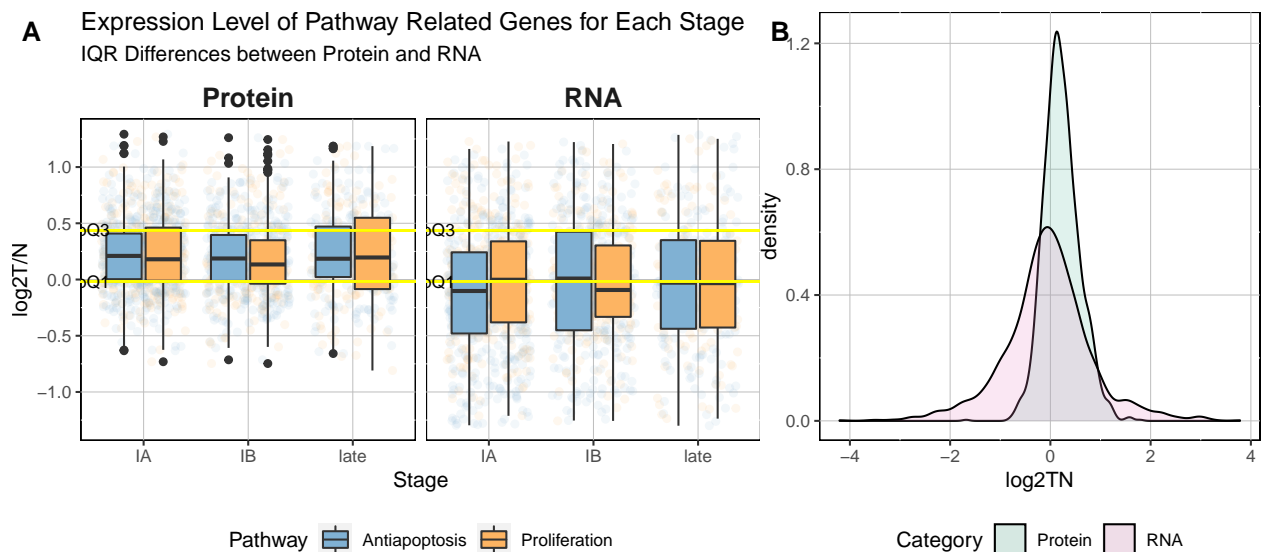 A
Expression Level of Pathway Related Genes for Each Stage
IQR Differences between Protein and RNA
Protein
RNA
log2T/N
1.0
0.5
0.0
−0.5
−1.0
Q3
Q1
Q3
Q1
IA
IB
late
IA
IB
late
Stage
Pathway
Antiapoptosis
Proliferation
B
density
1.2
0.8
0.4
0.0
−4
−2
0
2
4
log2TN
Category
Protein
RNA